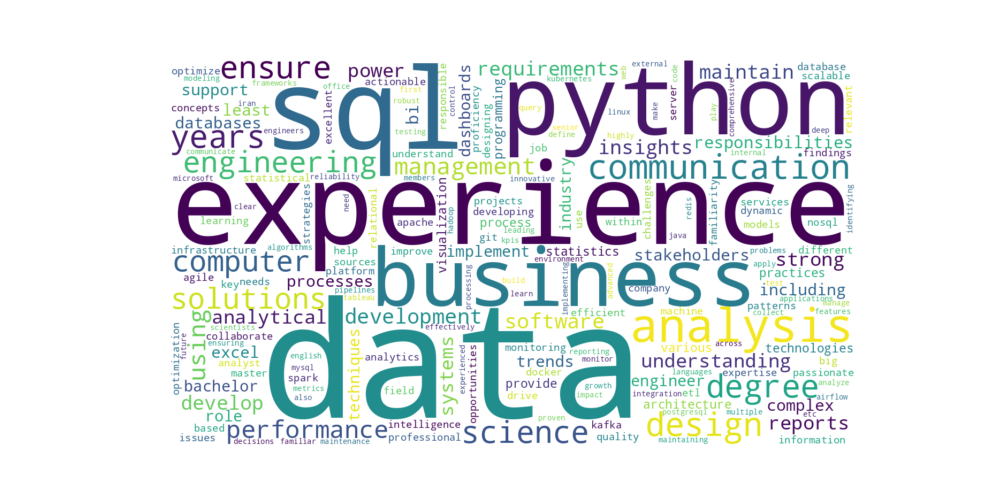 optimize
modeling
ensure
frameworks
office
power
actionable
first
robust
control
responsible
sql
bi
dashboards
requirements
kubernetes
proficiency
designing
programming
python
web
external
code
maintain
server
make
comprehensive
play
database
scalable
relevant
support
iran
concepts
least
databases
excellent
testing
query
senior
define
highly
linux
deep
years
engineers
communicate
understand
job
insights
internal
responsibilities
findings
engineering
microsoft
statistical
reliability
management
members
innovative
industry
communication
clear
learning
strategies
need
relational
experience
apache
visualization
hadoop
projects
developing
process
leading
git
kpis
use
within
challenges
java
familiarity
redis
services
dynamic
models
nosql
identifying
infrastructure
algorithms
help
improve
implement
statistics
environment
stakeholders
problems
different
computer
sources
platform
processes
business
processing
learn
build
implementing
advanced
company
apply
test
strong
practices
agile
key
needs
pipelines
tableau
including
applications
manage
features
solutions
analytical
development
software
efficient
machine
patterns
collect
analysis
optimization
future
ensuring
scientists
using
collaborate
effectively
data
systems
experienced
opportunities
monitoring
reporting
trends
monitor
various
across
technologies
excel
analyst
english
mysql
techniques
analytics
docker
provide
understanding
big
bachelor
master
spark
metrics
also
field
drive
growth
impact
engineer
languages
expertise
passionate
analyze
integration
etl
degree
airflow
develop
role
based
issues
performance
decisions
familiar
maintenance
intelligence
professional
science
proven
kafka
quality
architecture
postgresql
multiple
design
maintaining
complex
etc
reports
information